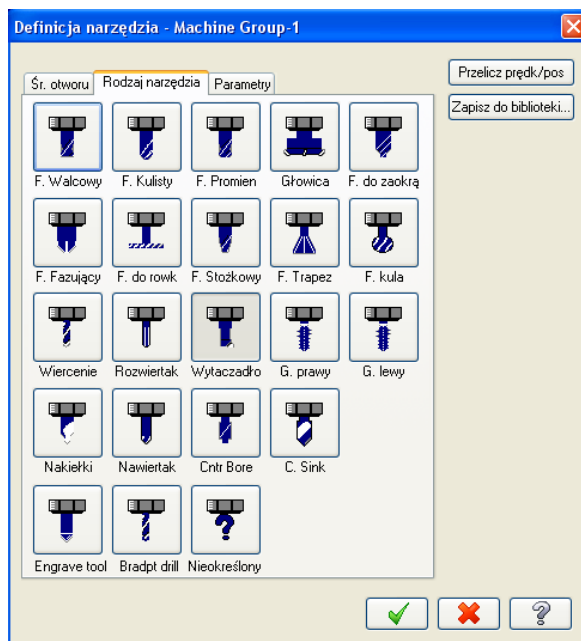 Definicja narzędzia - Machine Group-1
Śr. otworu Rodzaj narzędzia Parametry
Przelicz prędk/pos
Zapisz do biblioteki...
F. Walcowy F. Kulisty F. Promien Głowica F. do zaokrą
F. Fazujący F. do rowk F. Stożkowy F. Trapez F. kula
Wiercenie Rozwiertak Wytaczadło G. prawy G. lewy
Nakiełki Nawiertak Cntr Bore C. Sink
Engrave tool Bradpt drill Nieokreślony